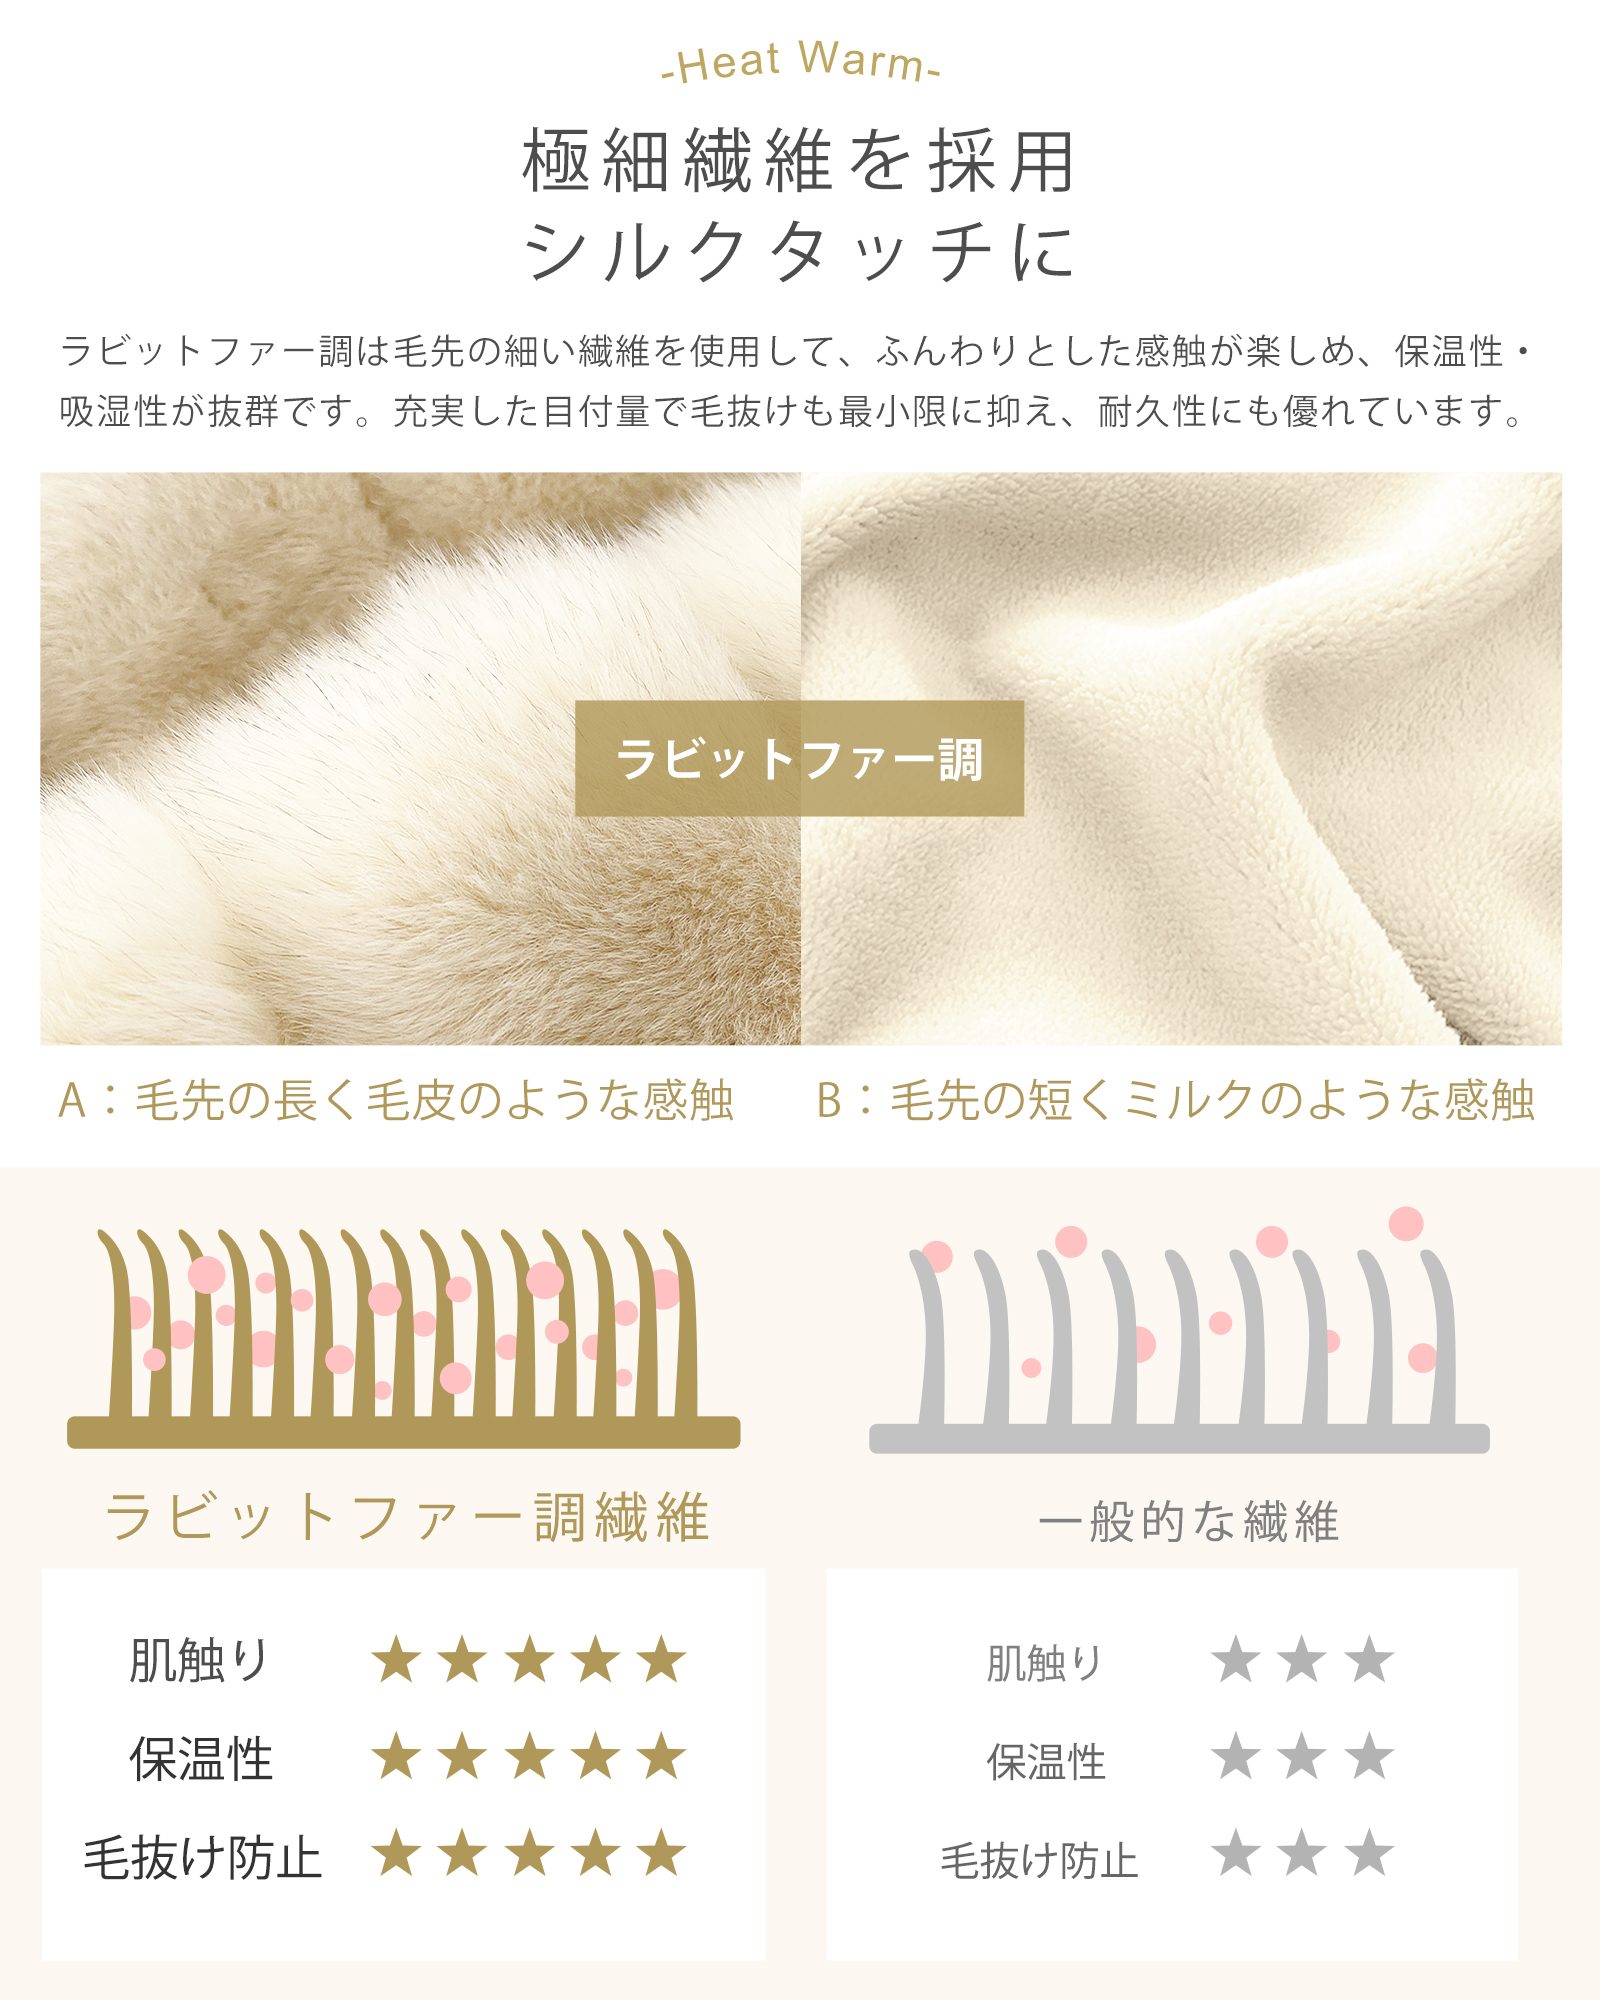 -Heat Warm-
極細繊維を採用
シルクタッチに
ラビットファー調は毛先の細い繊維を使用して、ふんわりとした感触が楽しめ、保温性・
吸湿性が抜群です。充実した目付量で毛抜けも最小限に抑え、耐久性にも優れています。
ラビットファー調
A：毛先の長く毛皮のような感触
B：毛先の短くミルクのような感触
ラビットファー調繊維
一般的な繊維
肌触り ★★★★★
保温性 ★★★★★
毛抜け防止 ★★★★★
肌触り ★★★
保温性 ★★★
毛抜け防止 ★★★